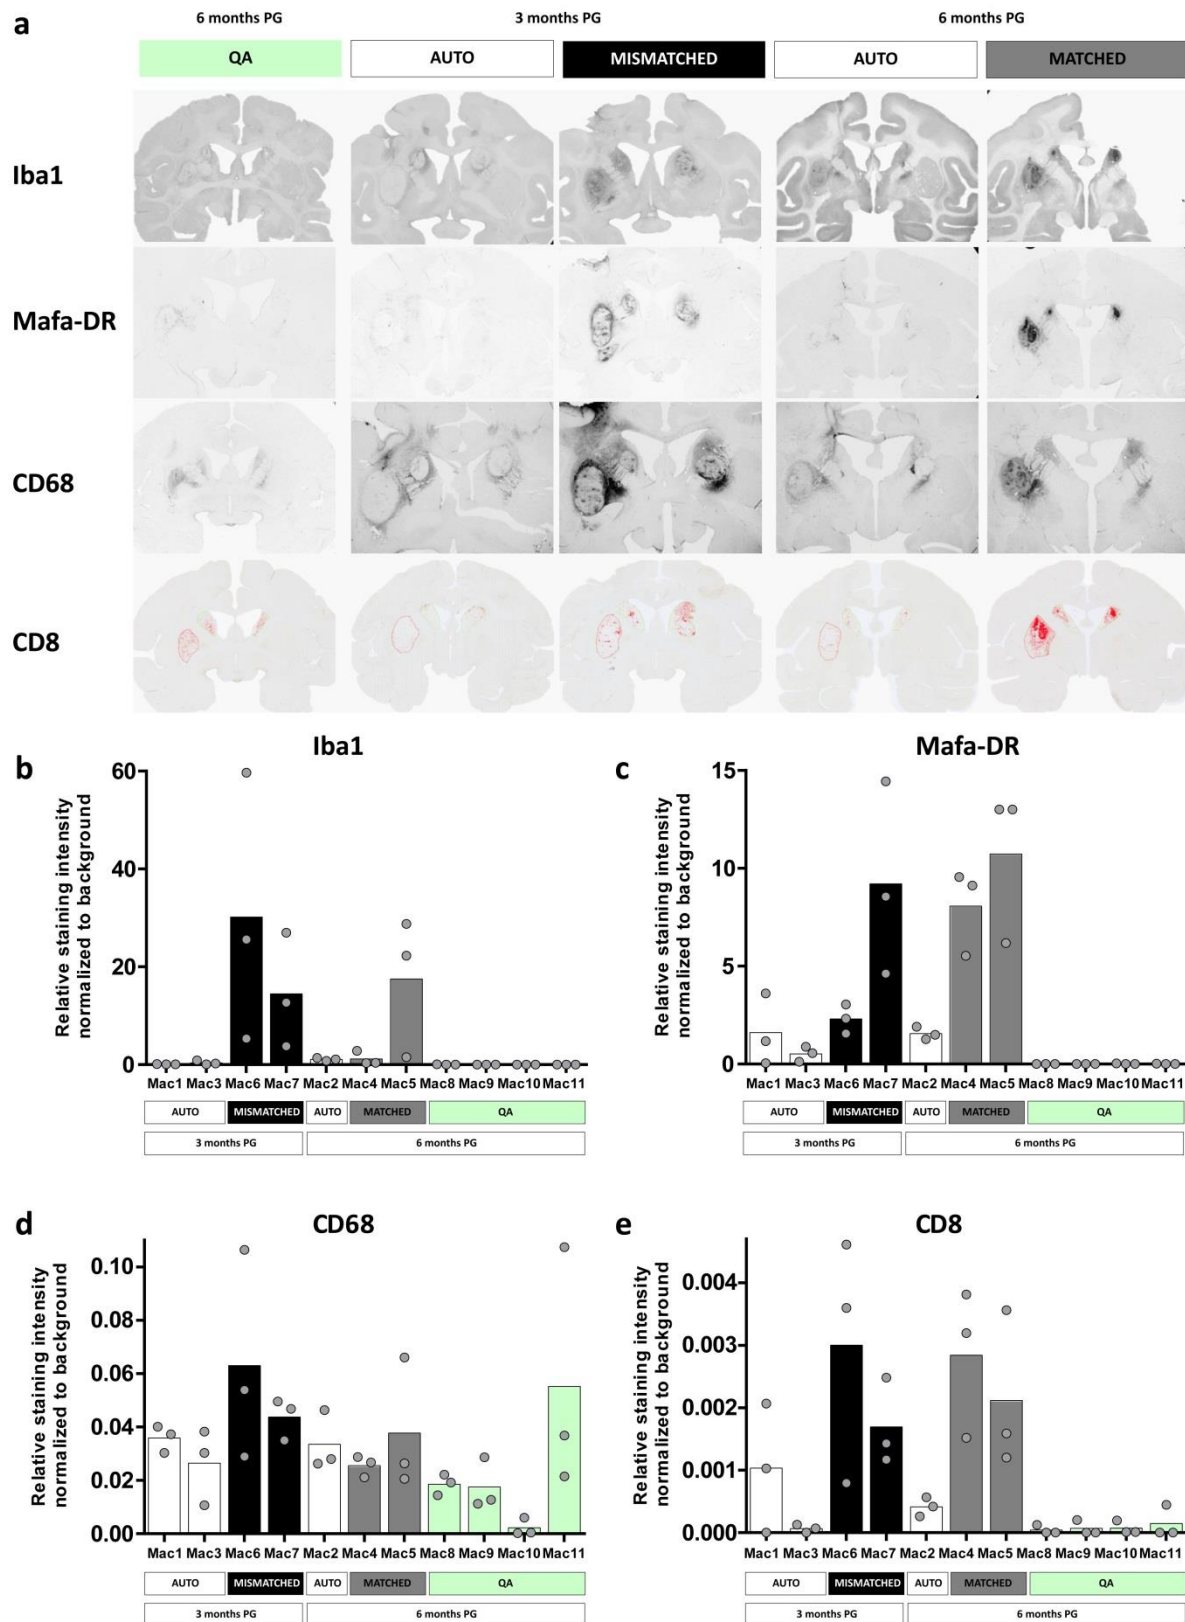 a
6 months PG 3 months PG 6 months PG
QA AUTO MISMATCHED AUTO MATCHED
Iba1
Mafa-DR
CD68
CD8
b
Iba1
Relative staining intensity
normalized to background
60
40
20
0
Mac1 Mac3 Mac6 Mac7 Mac2 Mac4 Mac5 Mac8 Mac9 Mac10 Mac11
AUTO MISMATCHED AUTO MATCHED QA
3 months PG 6 months PG
c
Mafa-DR
Relative staining intensity
normalized to background
15
10
5
0
Mac1 Mac3 Mac6 Mac7 Mac2 Mac4 Mac5 Mac8 Mac9 Mac10 Mac11
AUTO MISMATCHED AUTO MATCHED QA
3 months PG 6 months PG
d
CD68
Relative staining intensity
normalized to background
0.10
0.08
0.06
0.04
0.02
0.00
Mac1 Mac3 Mac6 Mac7 Mac2 Mac4 Mac5 Mac8 Mac9 Mac10 Mac11
AUTO MISMATCHED AUTO MATCHED QA
3 months PG 6 months PG
e
CD8
Relative staining intensity
normalized to background
0.004
0.003
0.002
0.001
0.000
Mac1 Mac3 Mac6 Mac7 Mac2 Mac4 Mac5 Mac8 Mac9 Mac10 Mac11
AUTO MISMATCHED AUTO MATCHED QA
3 months PG 6 months PG